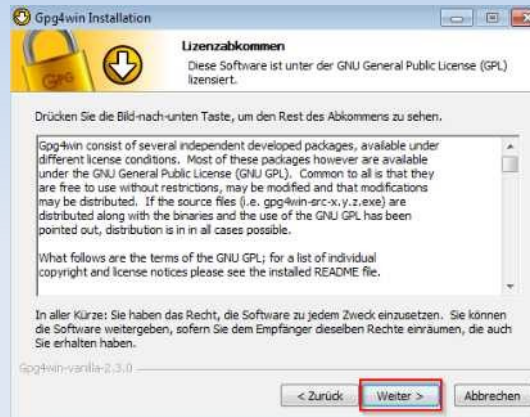 Gpg4win Installation
GPG
Lizenzabkommen
Diese Software ist unter der GNU General Public License (GPL)
lizensiert.
Drücken Sie die Bild-nach-unten Taste, um den Rest des Abkommens zu sehen.
Gpg4win consist of several independent developed packages, available under
different license conditions. Most of these packages however are available
under the GNU General Public License (GNU GPL). Common to all is that they
are free to use without restrictions, may be modified and that modifications
may be distributed. If the source files (i.e. gpg4win-src-x.y.z.exe) are
distributed along with the binaries and the use of the GNU GPL has been
pointed out, distribution is in in all cases possible.
What follows are the terms of the GNU GPL; for a list of individual
copyright and license notices please see the installed README file.
In aller Kürze: Sie haben das Recht, die Software zu jedem Zweck einzusetzen. Sie können
die Software weitergeben, sofern Sie dem Empfänger dieselben Rechte einräumen, die auch
Sie erhalten haben.
Gpg4win-vanilla-2.3.0
< Zurück
Weiter >
Abbrechen